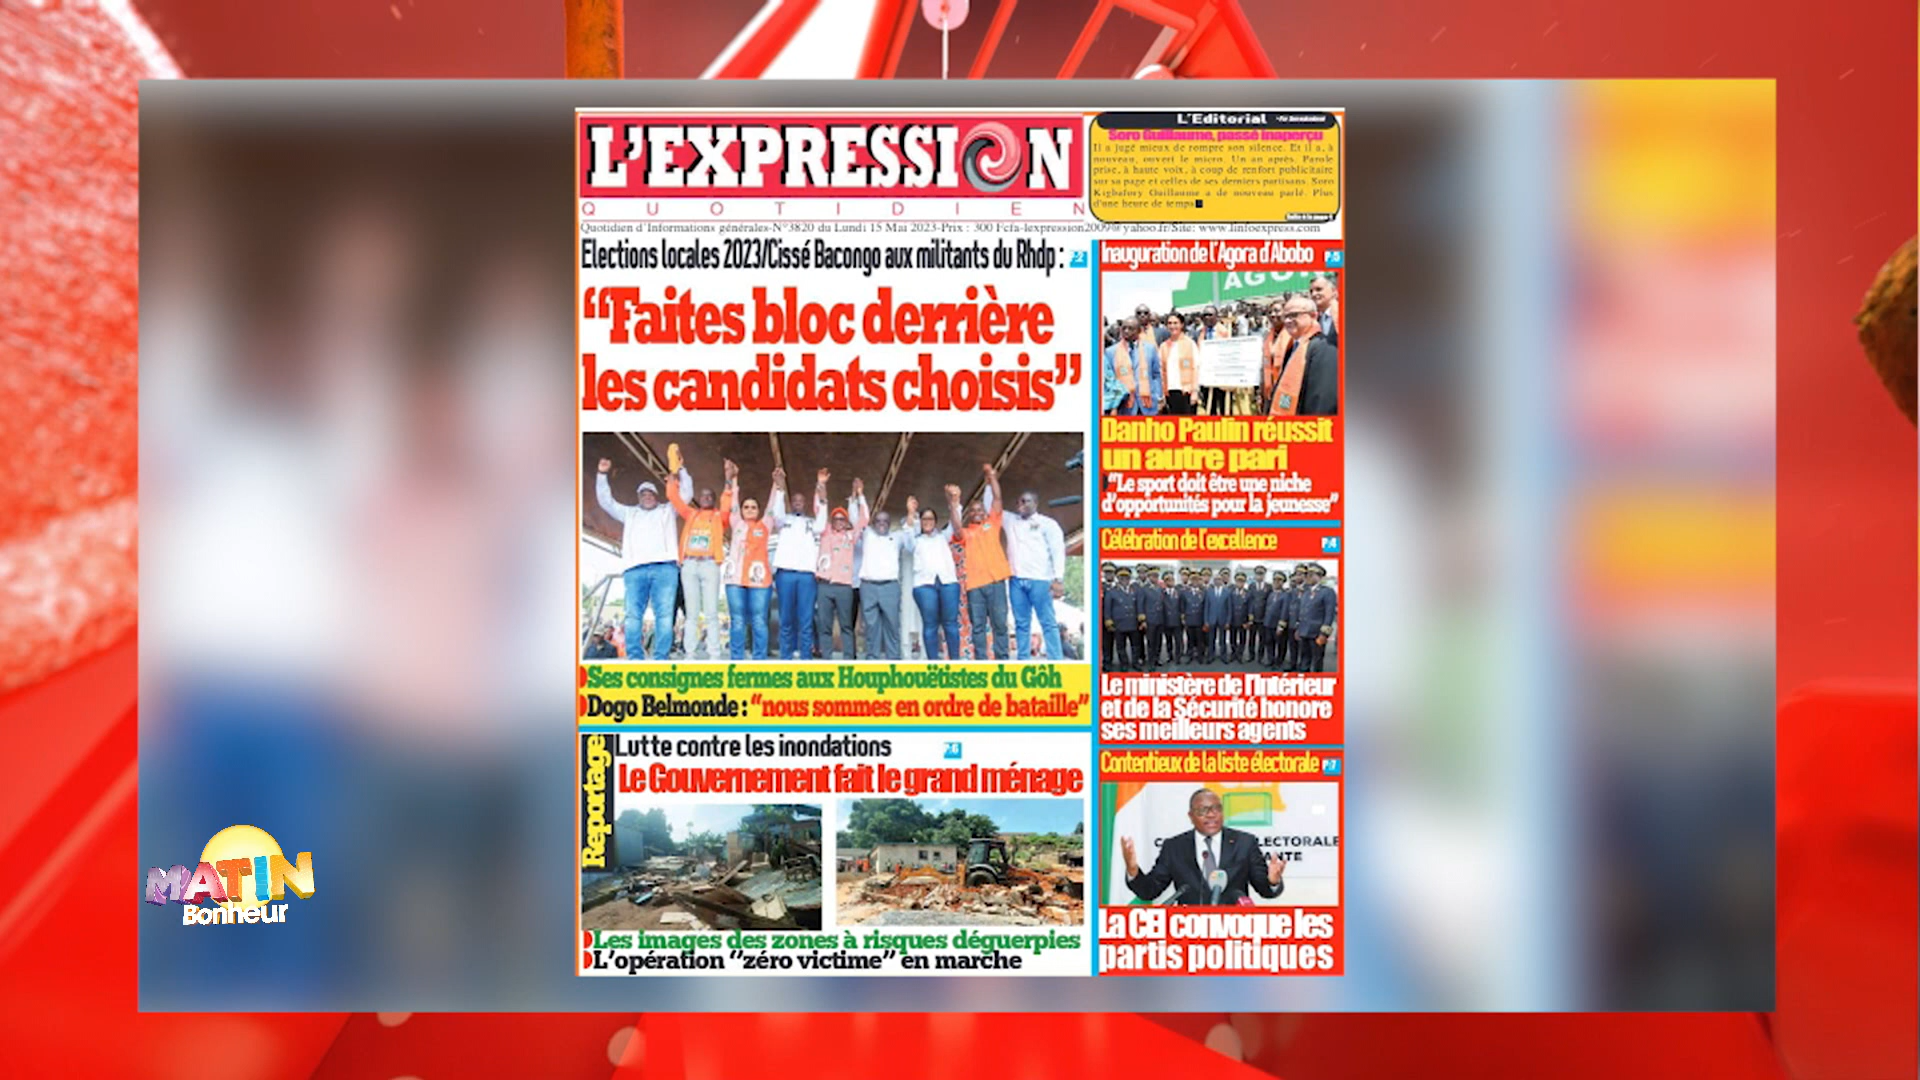 L'EXPRESSION
QUOTIDIEN
L'Editorial
Soro Guillaume, passé inaperçu
Il a jugé mieux de rompre son silence. Et il a, à
nouveau, ouvert le micro. Un an après. Parole
prise, à haute voix, à coup de renfort publicitaire
sur sa page et celles de ses derniers partisans. Soro
Kigbafory Guillaume a de nouveau parlé. Plus
d'une heure de temps
Quotidien d'Informations générales-N°3820 du Lundi 15 Mai 2023-Prix : 300 Fcfa-lexpression2009@yahoo.fr/Site: www.linfoexpress.com
Elections locales 2023/Cissé Bacongo aux militants du Rhdp : P.2
“Faites bloc derrière
les candidats choisis”
Ses consignes fermes aux Houphouëtistes du Gôh
Dogo Belmonde : “nous sommes en ordre de bataille”
Reportage
Lutte contre les inondations P.6
Le Gouvernement fait le grand ménage
Les images des zones à risques déguerpies
L'opération “zéro victime” en marche
Inauguration de l'Agora d'Abobo P.5
AGO
Danho Paulin réussit
un autre pari
“Le sport doit être une niche
d'opportunités pour la jeunesse”
Célébration de l'excellence P.4
Le ministère de l'Intérieur
et de la Sécurité honore
ses meilleurs agents
Contentieux de la liste électorale P.7
LECTORALE
ANTE
La CEI convoque les
partis politiques
MATIN
Bonheur